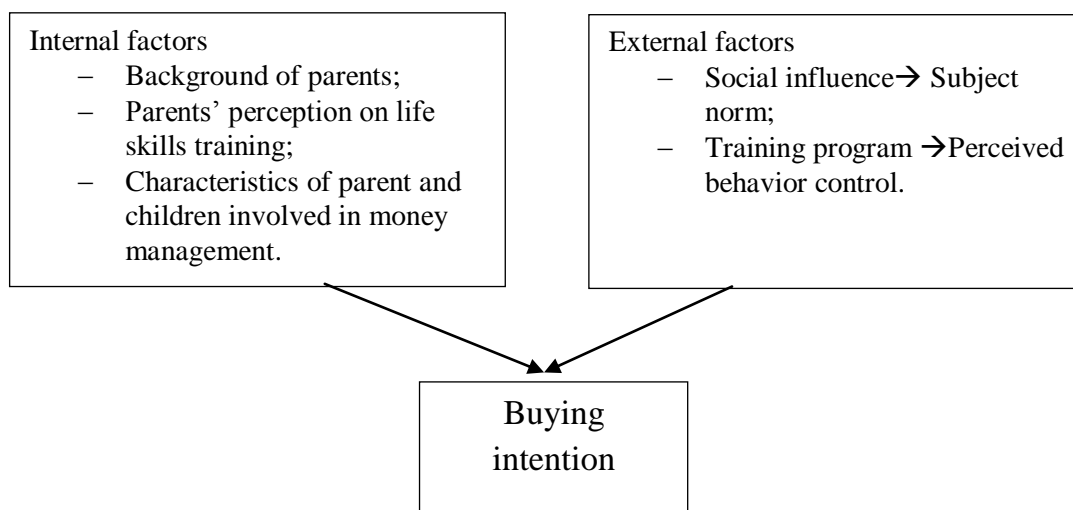 Internal factors
– Background of parents;
– Parents’ perception on life
skills training;
– Characteristics of parent and
children involved in money
management.
External factors
– Social influence→ Subject
norm;
– Training program →Perceived
behavior control.
Buying
intention